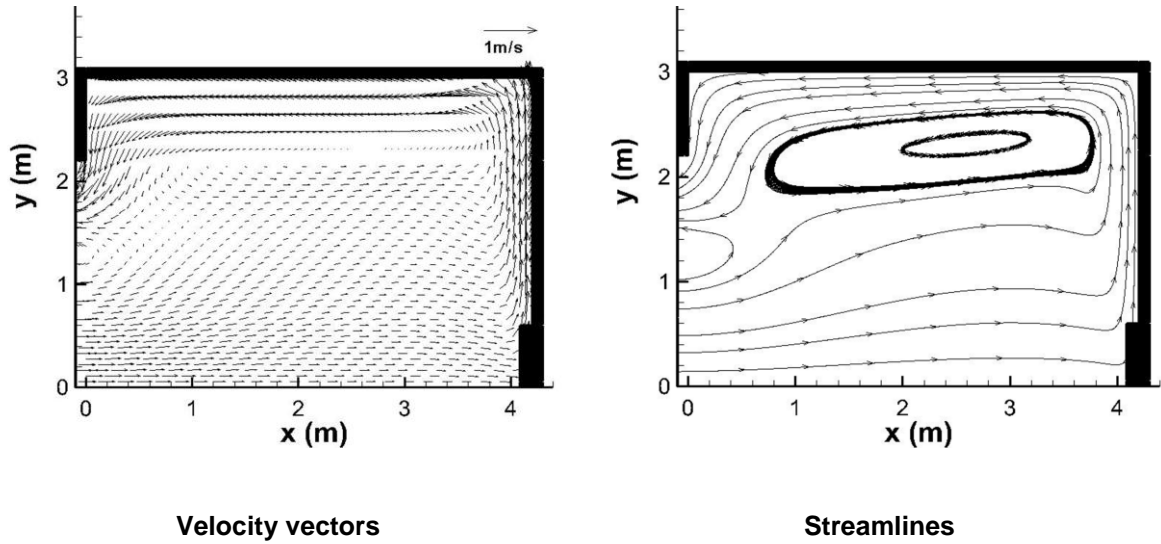 1m/s
3
2
1
0
y (m)
0 1 2 3 4
x (m)
3
2
1
0
y (m)
0 1 2 3 4
x (m)
Velocity vectors
Streamlines